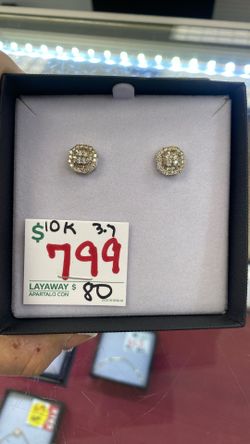 $ 10K 3.7
799
LAYAWAY $ 80
APARTALO CON